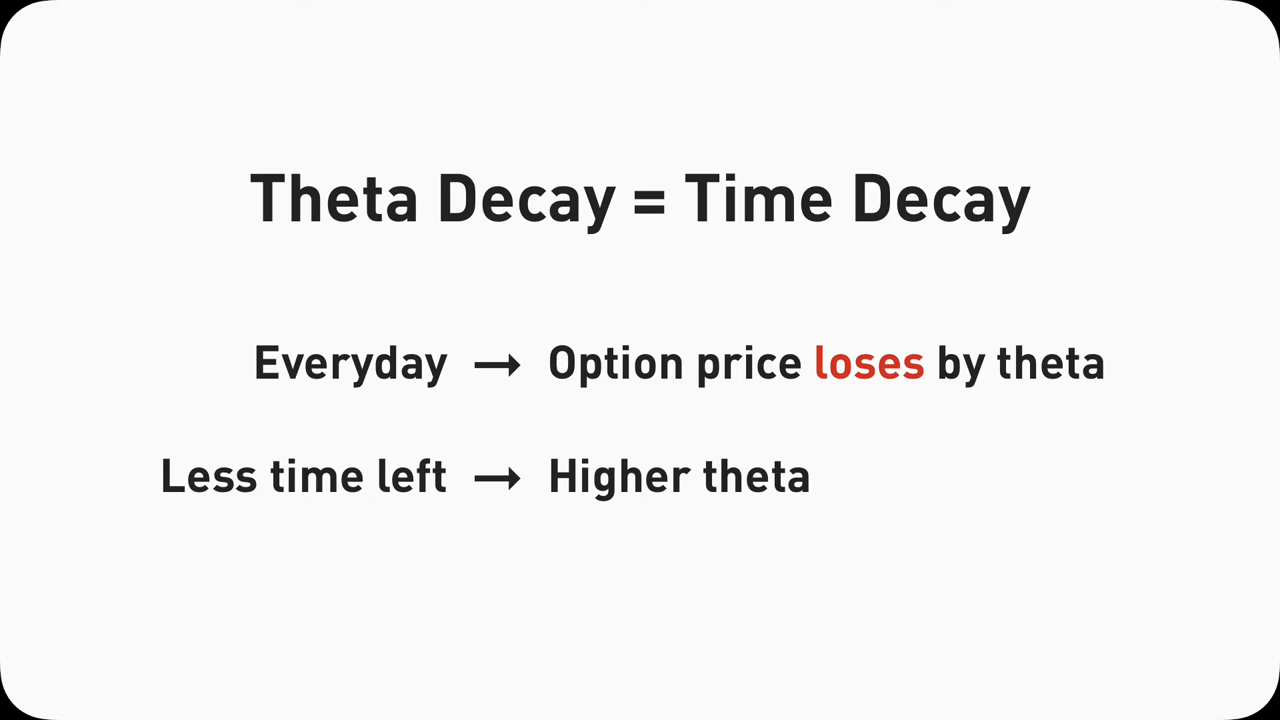 Theta Decay = Time Decay
Everyday → Option price loses by theta
Less time left → Higher theta